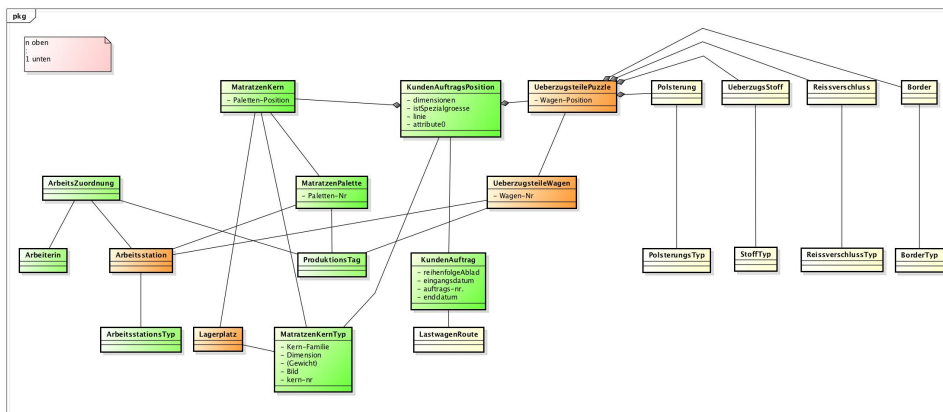 pkg
n oben
:
1 unten
MatratzenKern
- Paletten-Position
KundenAuftragsPosition
- dimensionen
- istSpezialgroesse
- linie
- attribute0
UeberzugsteilePuzzle
- Wagen-Position
Polsterung
UeberzugsStoff
Reissverschluss
Border
ArbeitsZuordnung
MatratzenPalette
- Paletten-Nr
UeberzugsteileWagen
- Wagen-Nr
Arbeiterin
Arbeitsstation
ProduktionsTag
KundenAuftrag
- reihenfolgeAblad
- eingangsdatum
- auftrags-nr.
- enddatum
PolsterungsTyp
StoffTyp
ReissverschlussTyp
BorderTyp
ArbeitsstationsTyp
Lagerplatz
MatratzenKernTyp
- Kern-Familie
- Dimension
- (Gewicht)
- Bild
- kern-nr
LastwagenRoute